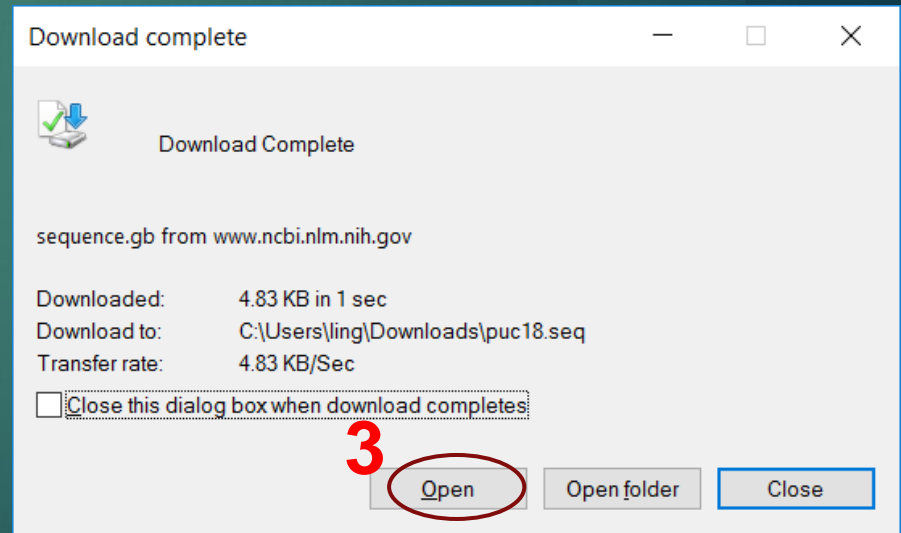 Download complete
Download Complete
sequence.gb from www.ncbi.nlm.nih.gov
Downloaded: 4.83 KB in 1 sec
Download to: C:\Users\ling\Downloads\puc18.seq
Transfer rate: 4.83 KB/Sec
Close this dialog box when download completes
3
Open Open folder Close